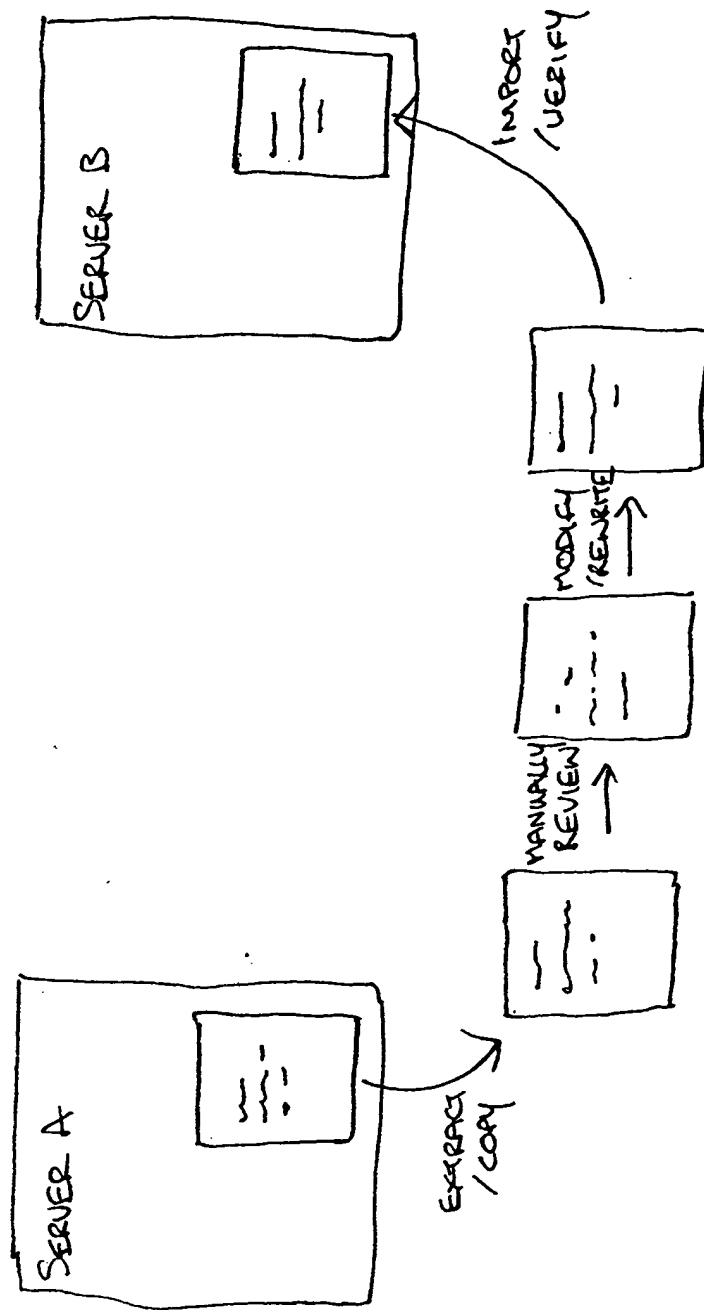 SERVER A
EXTRACT
/COPY
MANUALLY
REVIEW
MODIFY
/REWRITE
IMPORT
/VERIFY
SERVER B